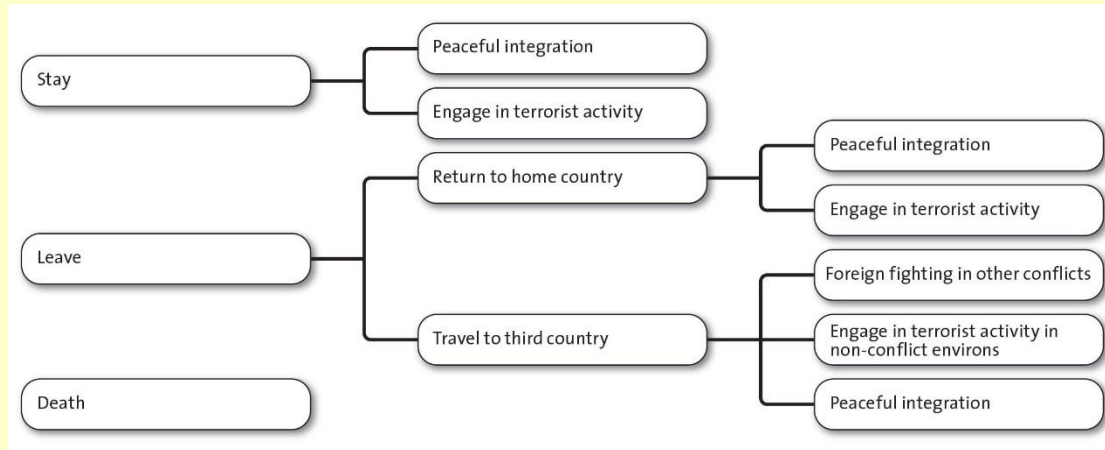 Stay
Peaceful integration
Engage in terrorist activity
Leave
Return to home country
Peaceful integration
Engage in terrorist activity
Travel to third country
Foreign fighting in other conflicts
Engage in terrorist activity in
non-conflict environs
Peaceful integration
Death